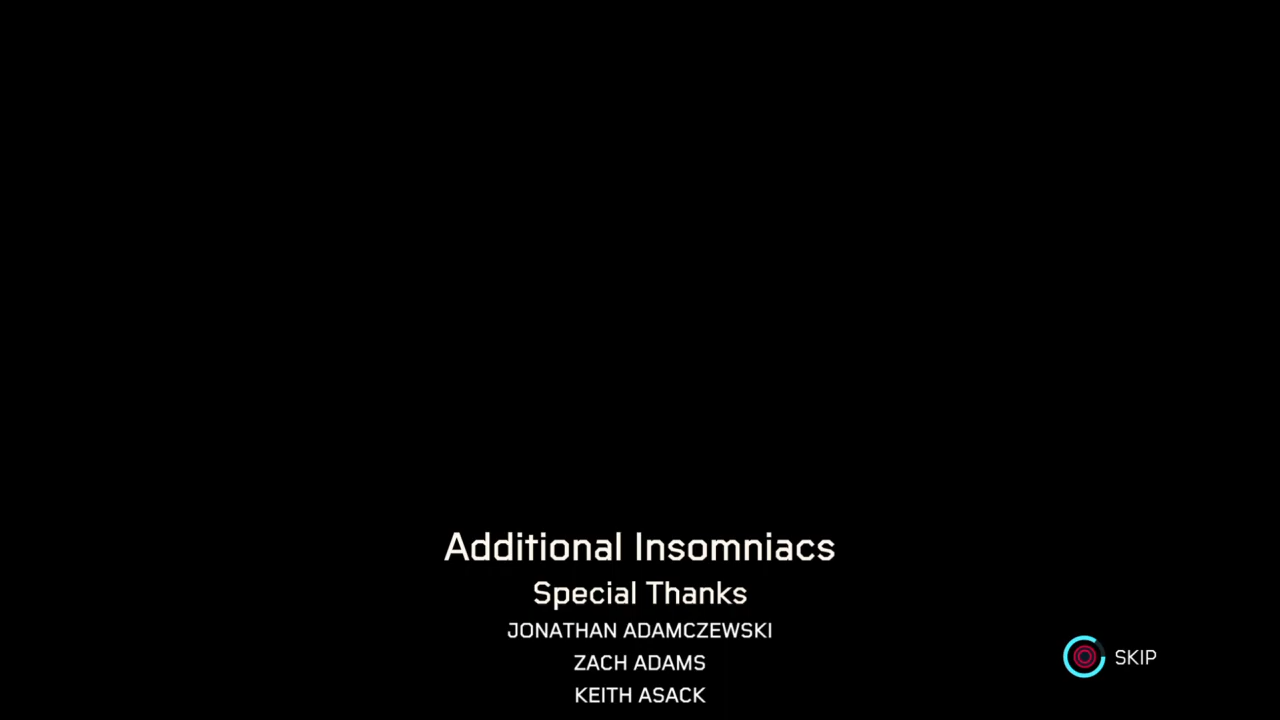 Additional Insomniacs
Special Thanks
JONATHAN ADAMCZEWSKI
ZACH ADAMS
KEITH ASACK
SKIP